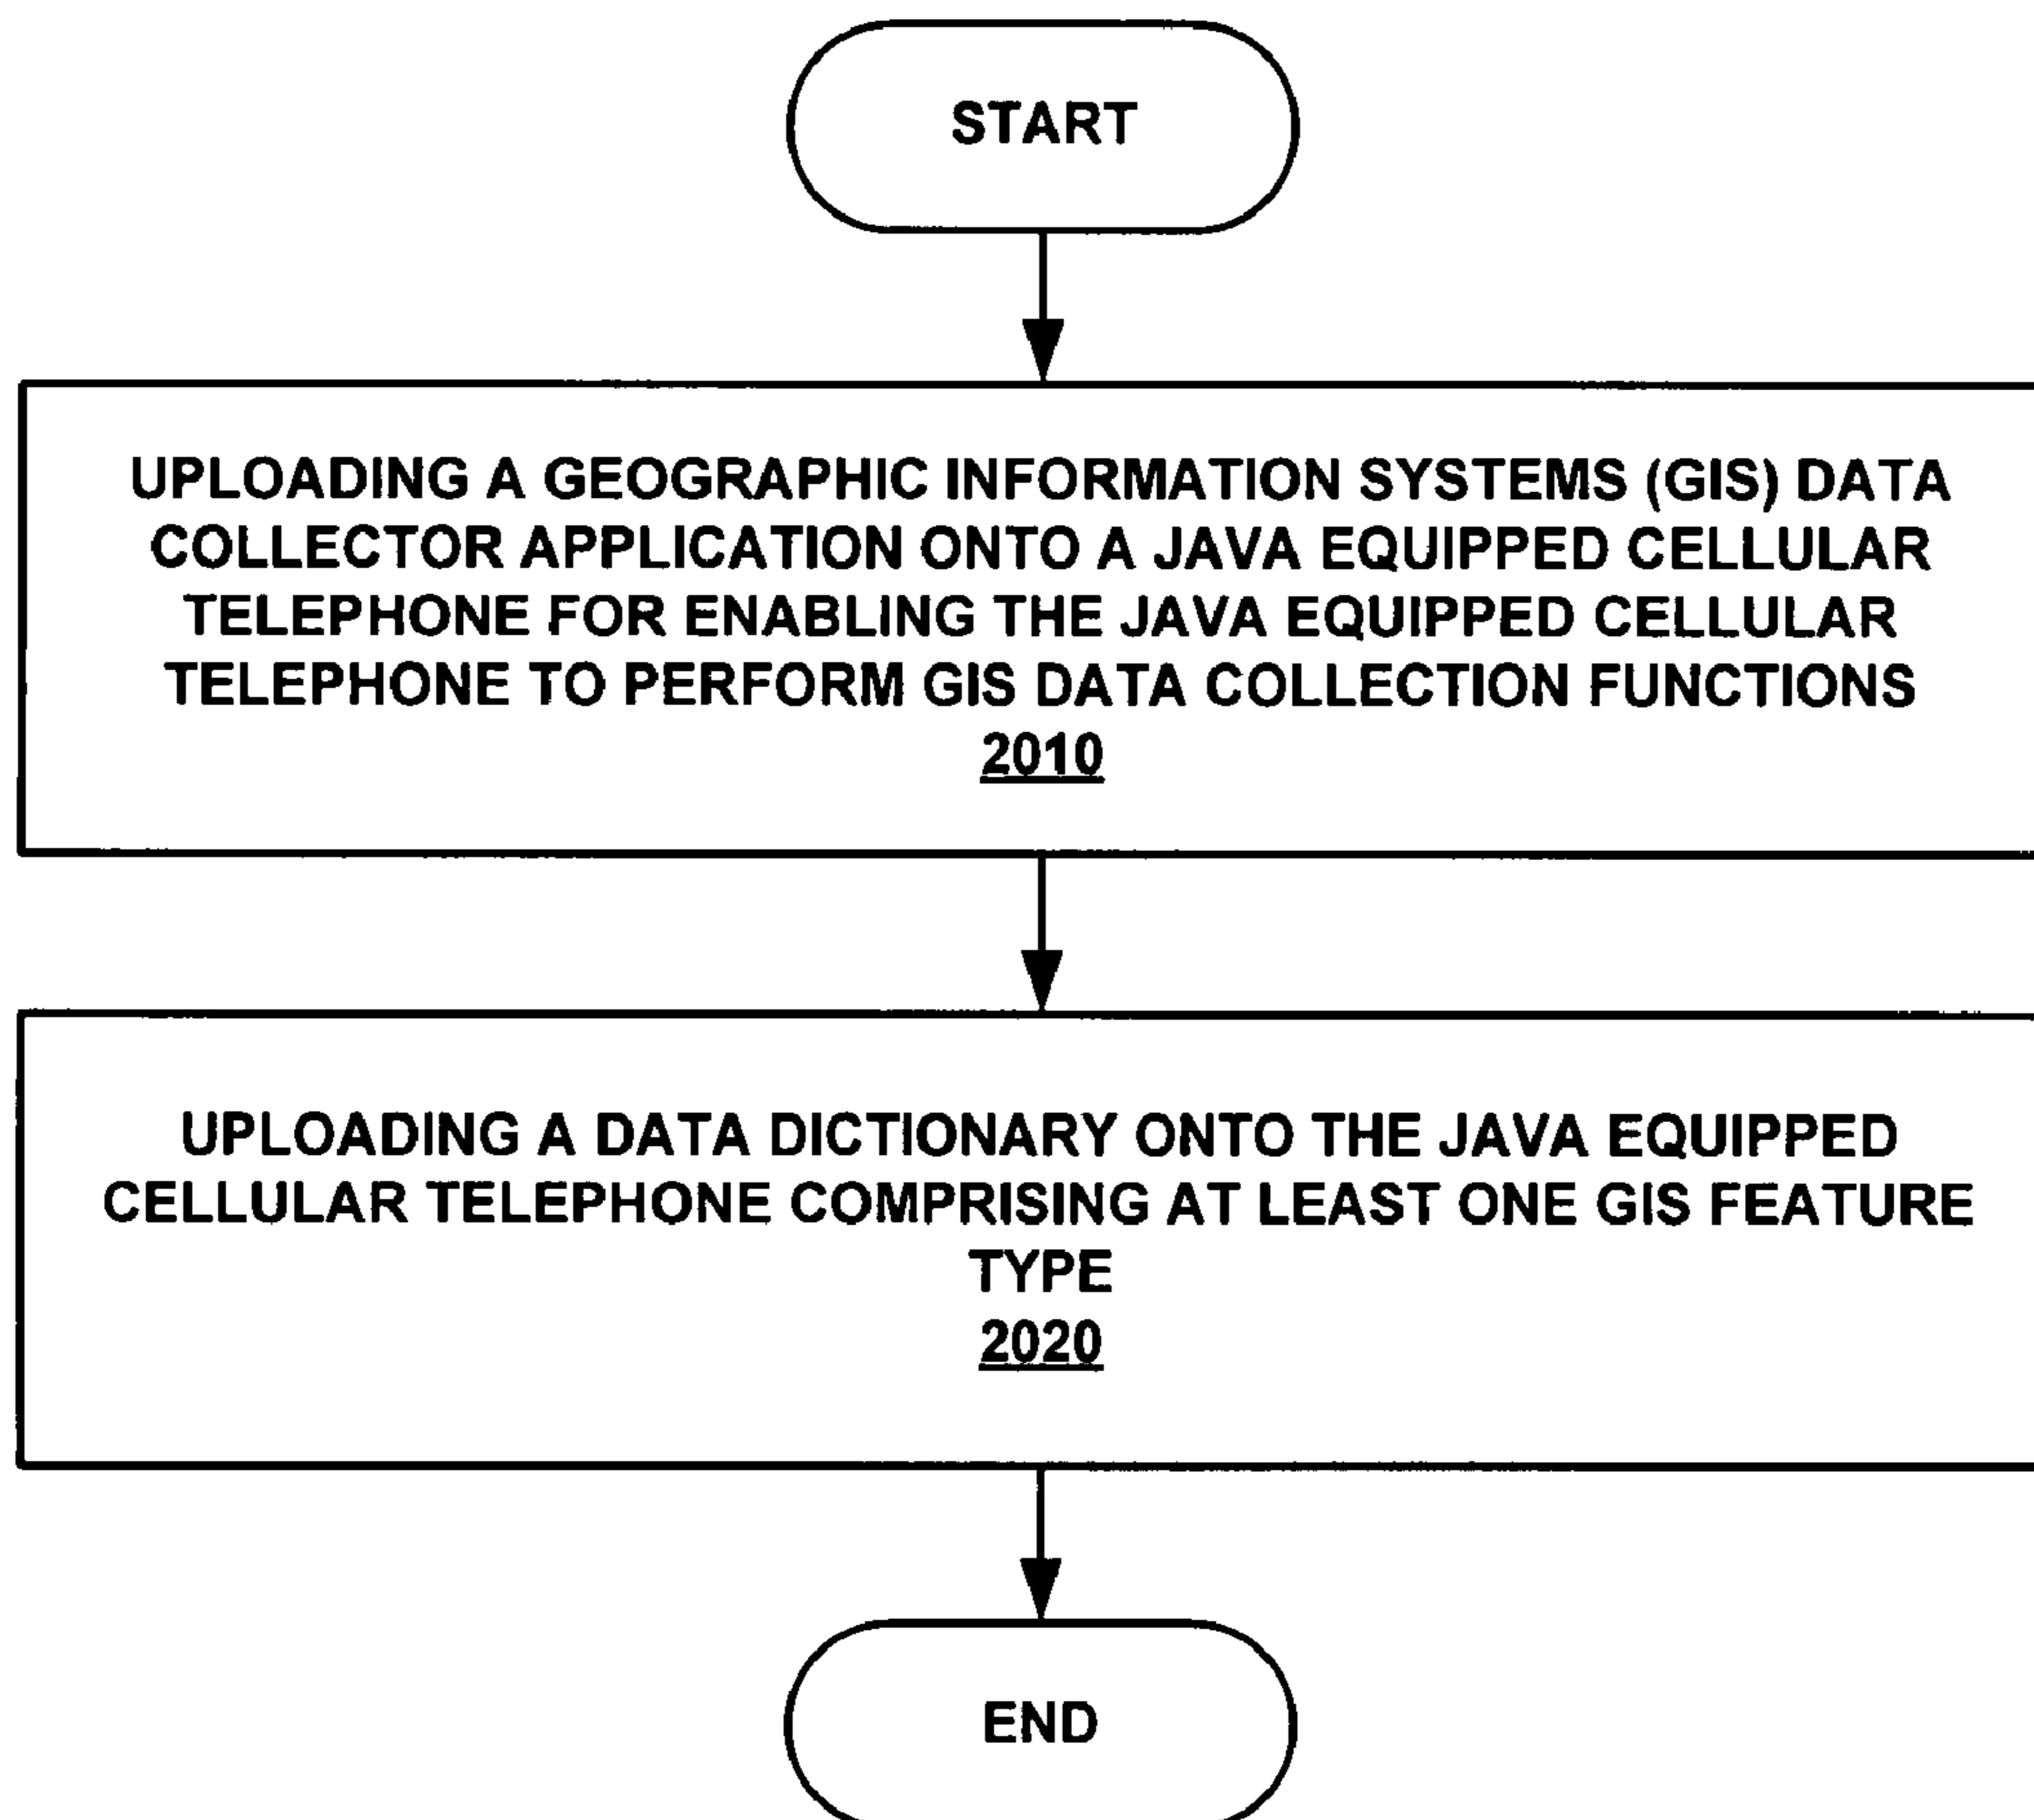 START
UPLOADING A GEOGRAPHIC INFORMATION SYSTEMS (GIS) DATA
COLLECTOR APPLICATION ONTO A JAVA EQUIPPED CELLULAR
TELEPHONE FOR ENABLING THE JAVA EQUIPPED CELLULAR
TELEPHONE TO PERFORM GIS DATA COLLECTION FUNCTIONS
2010
UPLOADING A DATA DICTIONARY ONTO THE JAVA EQUIPPED
CELLULAR TELEPHONE COMPRISING AT LEAST ONE GIS FEATURE
TYPE
2020
END